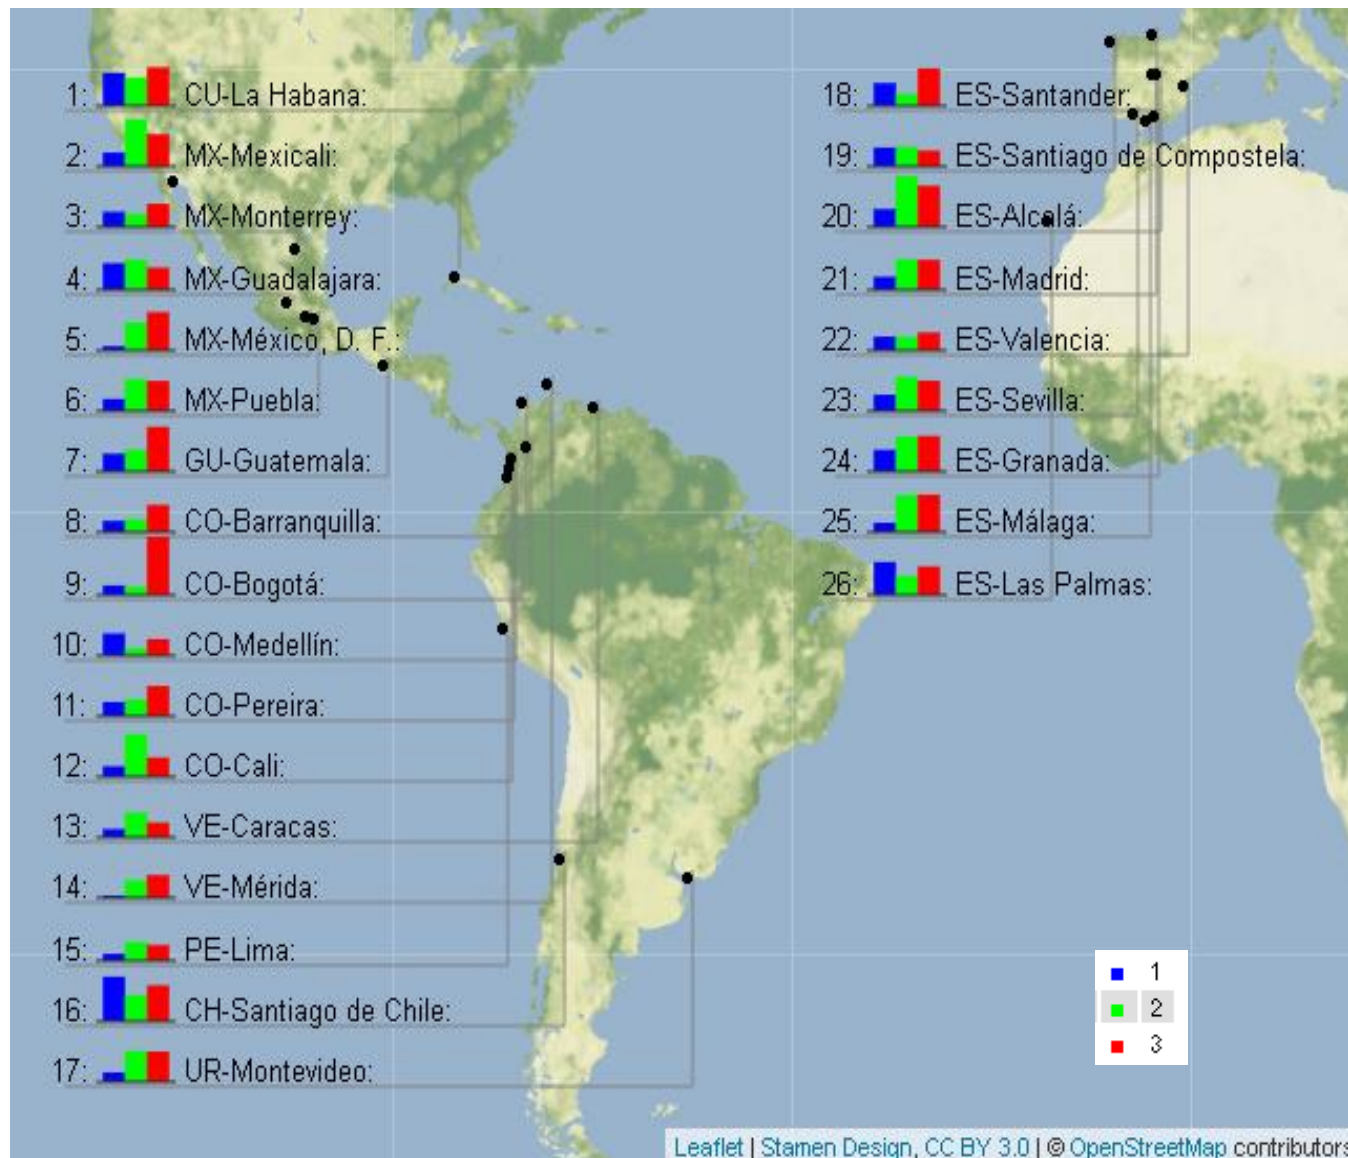 1: CU-La Habana:
2: MX-Mexicali:
3: MX-Monterrey:
4: MX-Guadalajara:
5: MX-México, D. F.:
6: MX-Puebla:
7: GU-Guatemala:
8: CO-Barranquilla:
9: CO-Bogotá:
10: CO-Medellín:
11: CO-Pereira:
12: CO-Cali:
13: VE-Caracas:
14: VE-Mérida:
15: PE-Lima:
16: CH-Santiago de Chile:
17: UR-Montevideo:
18: ES-Santander:
19: ES-Santiago de Compostela:
20: ES-Alcalá:
21: ES-Madrid:
22: ES-Valencia:
23: ES-Sevilla:
24: ES-Granada:
25: ES-Málaga:
26: ES-Las Palmas:
1
2
3
Leaflet | Stamen Design, CC BY 3.0 | © OpenStreetMap contributors